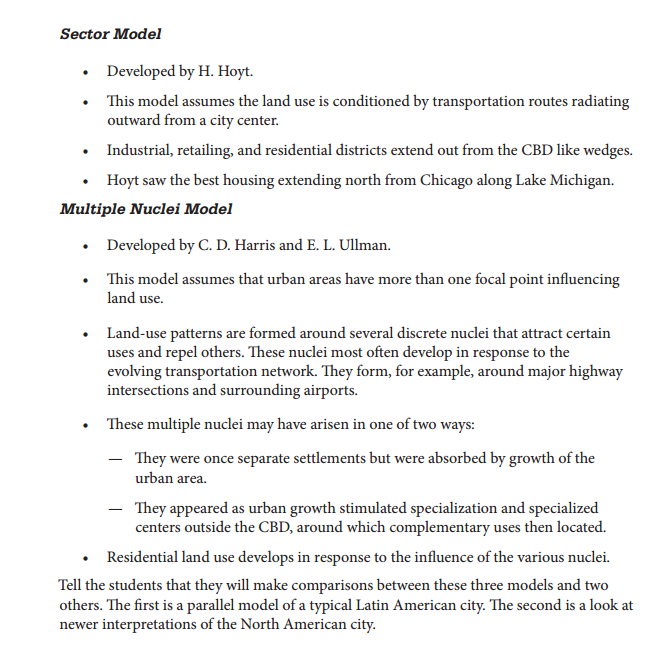 Sector Model
• Developed by H. Hoyt.
• This model assumes the land use is conditioned by transportation routes radiating
outward from a city center.
• Industrial, retailing, and residential districts extend out from the CBD like wedges.
• Hoyt saw the best housing extending north from Chicago along Lake Michigan.
Multiple Nuclei Model
• Developed by C. D. Harris and E. L. Ullman.
• This model assumes that urban areas have more than one focal point influencing
land use.
• Land-use patterns are formed around several discrete nuclei that attract certain
uses and repel others. These nuclei most often develop in response to the
evolving transportation network. They form, for example, around major highway
intersections and surrounding airports.
• These multiple nuclei may have arisen in one of two ways:
— They were once separate settlements but were absorbed by growth of the
urban area.
— They appeared as urban growth stimulated specialization and specialized
centers outside the CBD, around which complementary uses then located.
• Residential land use develops in response to the influence of the various nuclei.
Tell the students that they will make comparisons between these three models and two
others. The first is a parallel model of a typical Latin American city. The second is a look at
newer interpretations of the North American city.